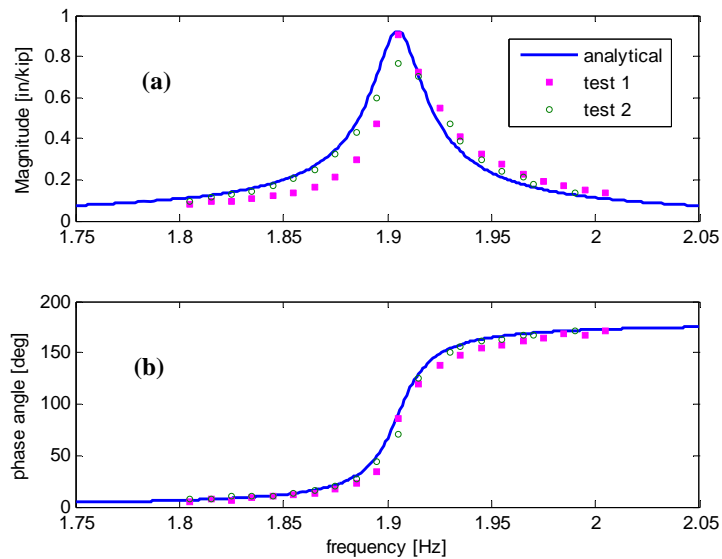 1
0.8
0.6
0.4
0.2
0
Magnitude [in/kip]
(a)
analytical
test 1
test 2
1.75 1.8 1.85 1.9 1.95 2 2.05
200
150
100
50
0
phase angle [deg]
(b)
1.75 1.8 1.85 1.9 1.95 2 2.05
frequency [Hz]